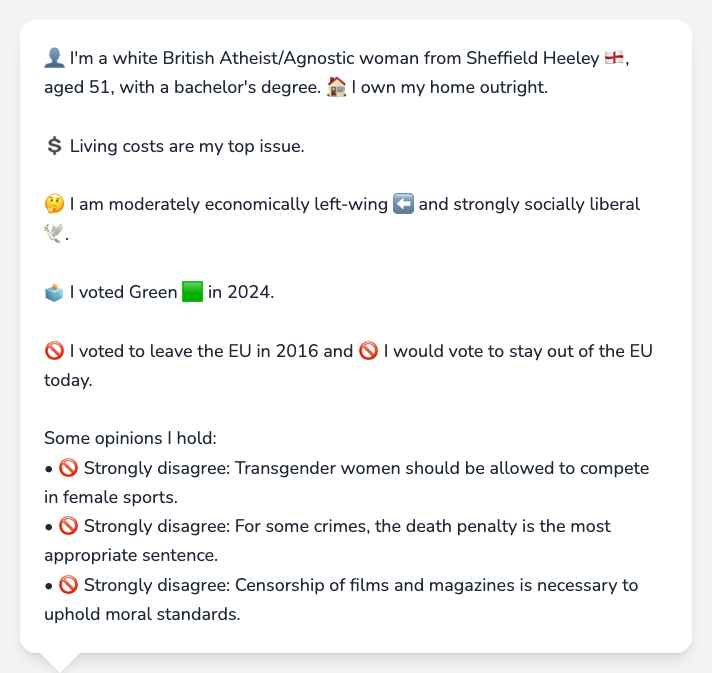 👤 I'm a white British Atheist/Agnostic woman from Sheffield Heeley 🏴󠁧󠁢󠁥󠁮󠁧󠁿,
aged 51, with a bachelor's degree. 🏠 I own my home outright.
💲 Living costs are my top issue.
🤔 I am moderately economically left-wing ⬅️ and strongly socially liberal
🕊️.
🗳️ I voted Green 🟩 in 2024.
🚫 I voted to leave the EU in 2016 and 🚫 I would vote to stay out of the EU
today.
Some opinions I hold:
• 🚫 Strongly disagree: Transgender women should be allowed to compete
in female sports.
• 🚫 Strongly disagree: For some crimes, the death penalty is the most
appropriate sentence.
• 🚫 Strongly disagree: Censorship of films and magazines is necessary to
uphold moral standards.